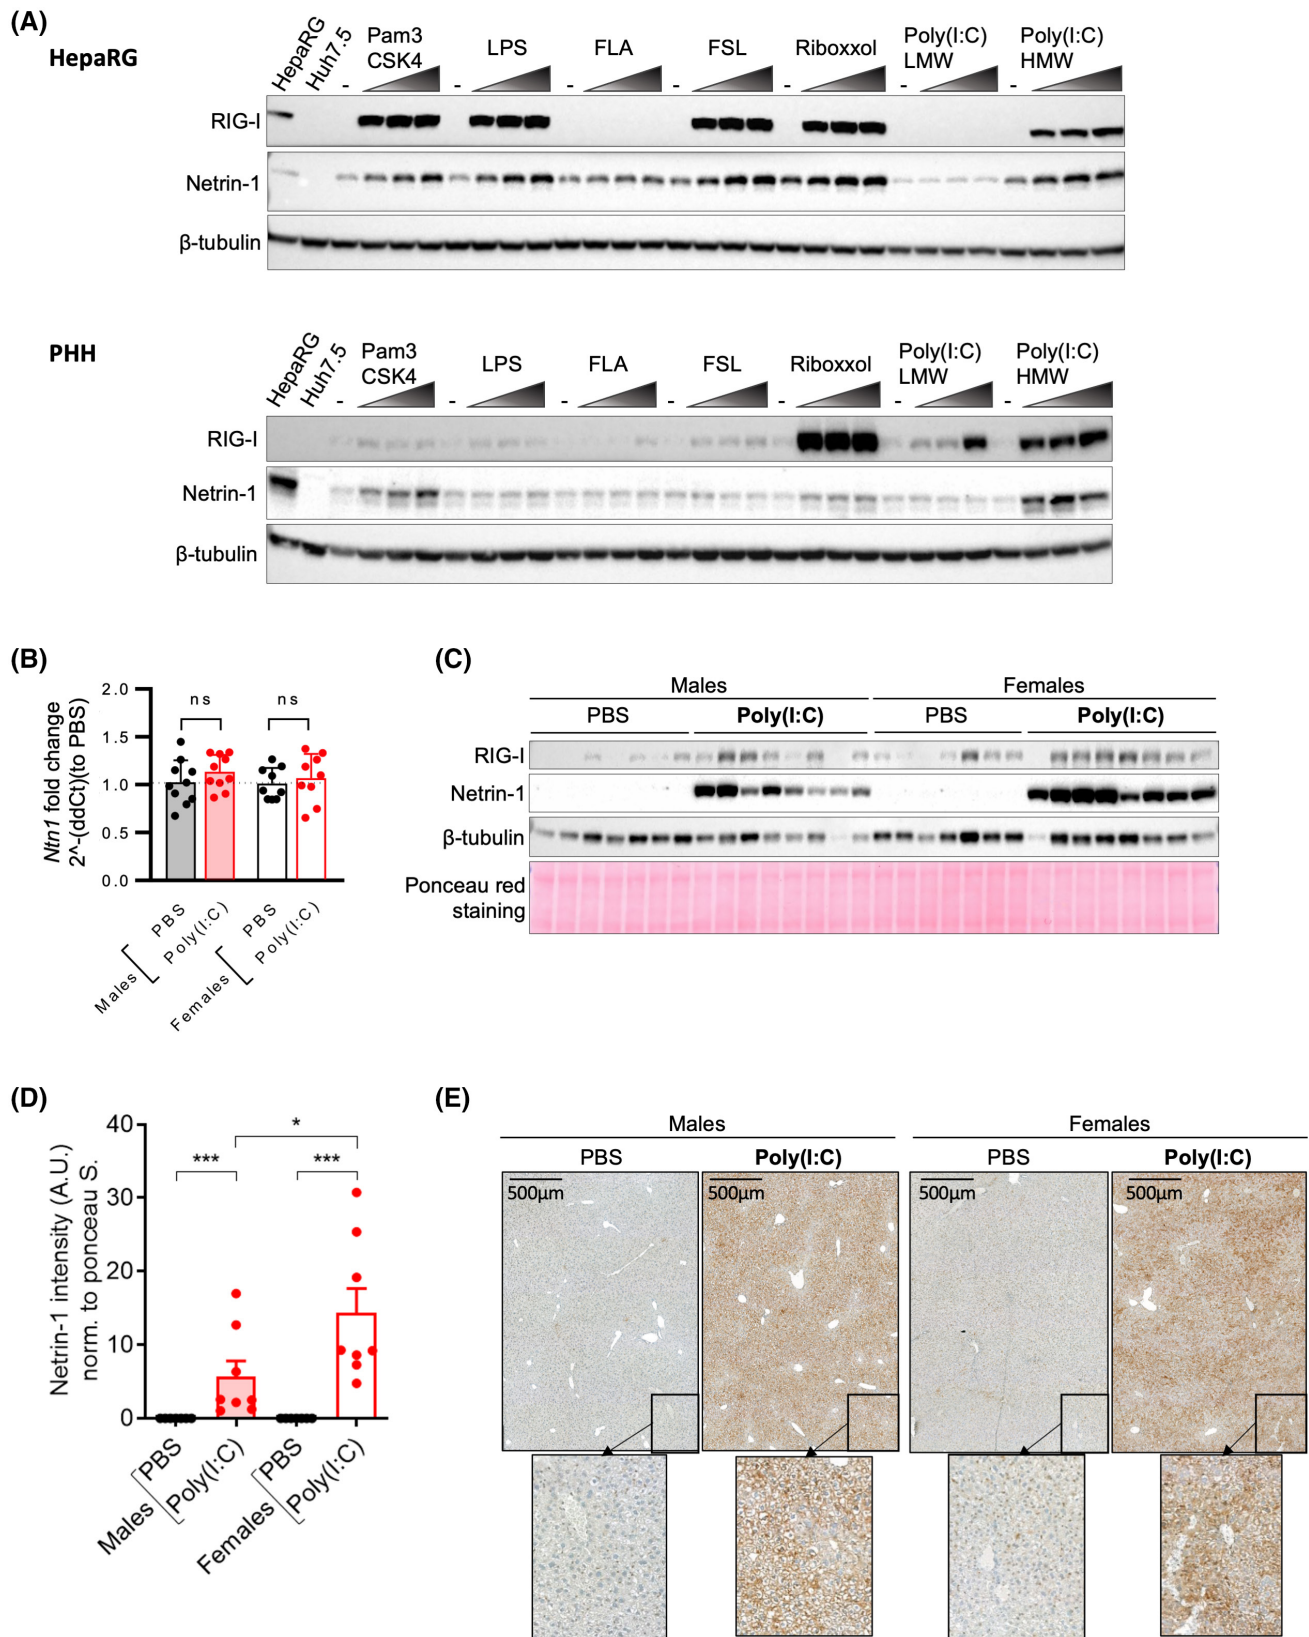 (A)
HepaRG
HepaRG
Huh7.5
-
Pam3
CSK4
-
LPS
-
FLA
-
FSL
-
Riboxxol
-
Poly(I:C)
LMW
-
Poly(I:C)
HMW
RIG-I
Netrin-1
β-tubulin
PHH
HepaRG
Huh7.5
-
Pam3
CSK4
-
LPS
-
FLA
-
FSL
-
Riboxxol
-
Poly(I:C)
LMW
-
Poly(I:C)
HMW
RIG-I
Netrin-1
β-tubulin
(B)
Ntn1 fold change
2^-(ddCt)(to PBS)
2.0
1.5
1.0
0.5
0.0
ns
ns
PBS
Poly(I:C)
PBS
Poly(I:C)
Males
Females
(C)
Males
Females
PBS
Poly(I:C)
PBS
Poly(I:C)
RIG-I
Netrin-1
β-tubulin
Ponceau red
staining
(D)
Netrin-1 intensity (A.U.)
norm. to ponceau S.
40
30
20
10
0
***
*
***
PBS
Poly(I:C)
PBS
Poly(I:C)
Males
Females
(E)
Males
Females
PBS
Poly(I:C)
PBS
Poly(I:C)
500µm
500µm
500µm
500µm